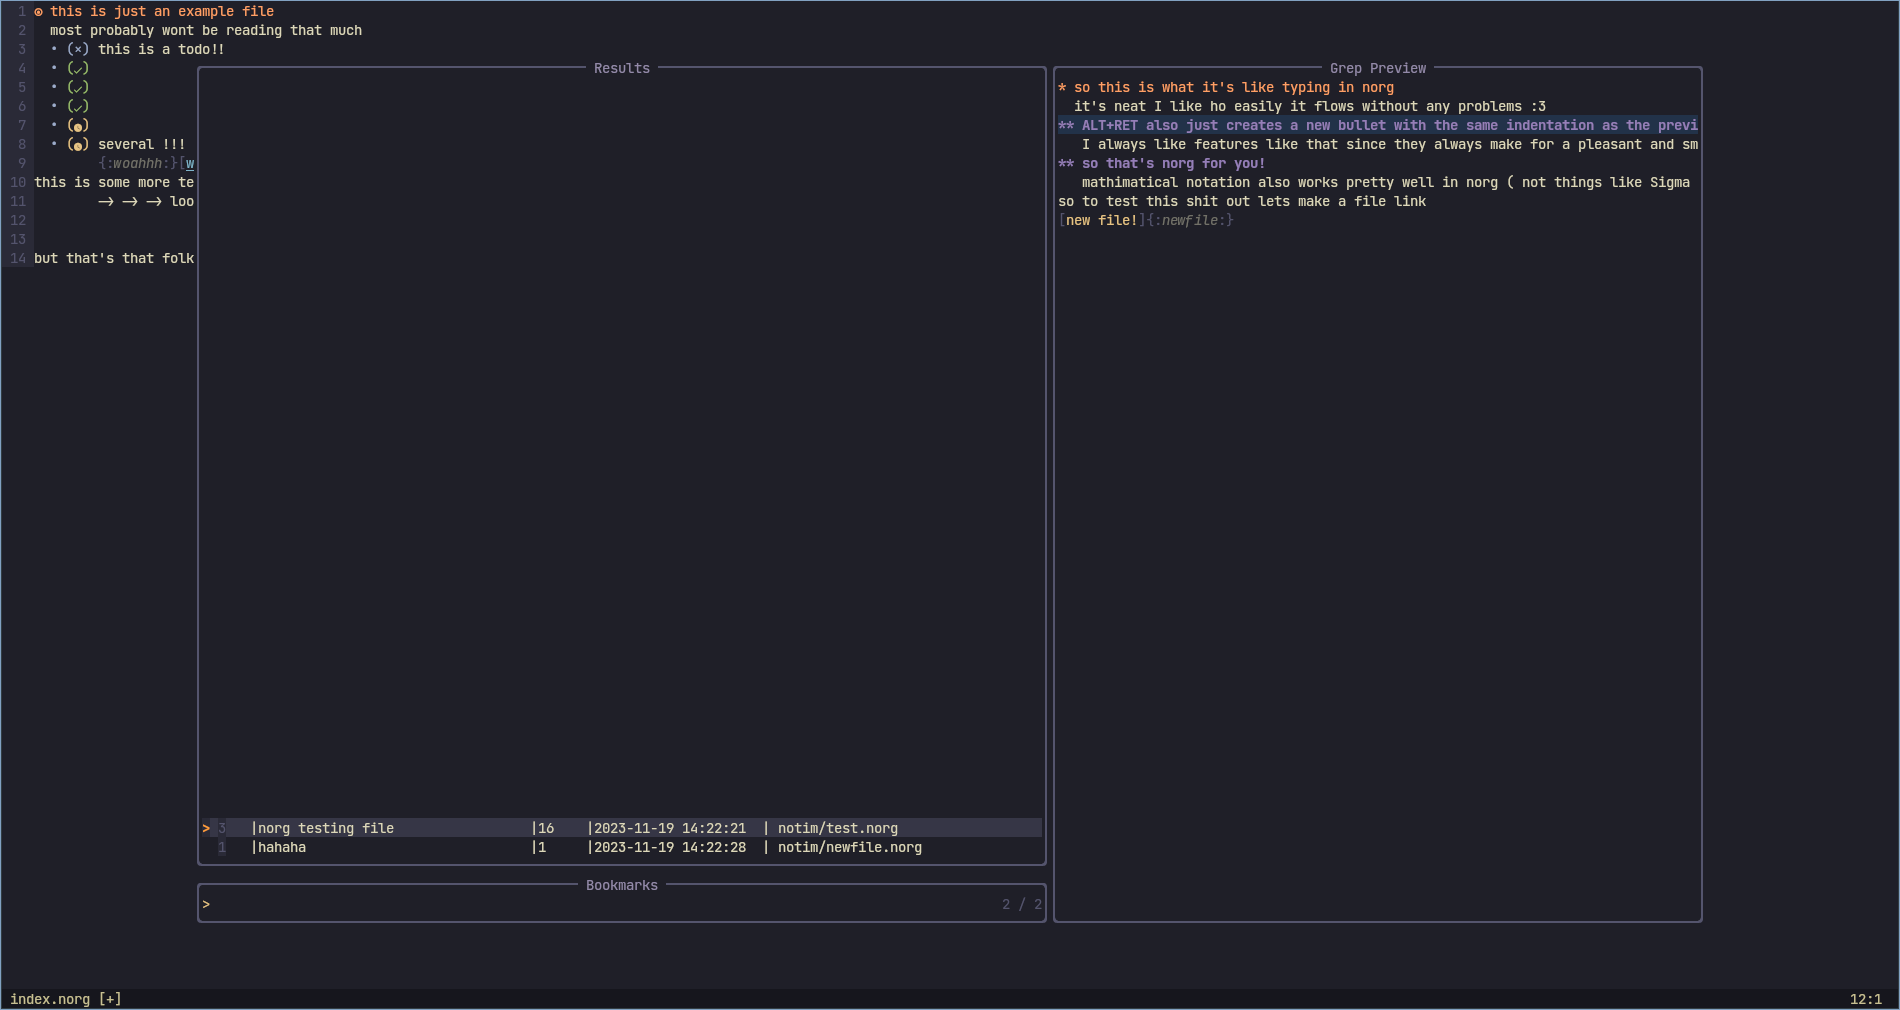 1 this is just an example file
2 most probably wont be reading that much
3 • (×) this is a todo!!
4 • (✓)
5 • (✓)
6 • (✓)
7 • ()
8 • () several !!!
9 {:woahhh:}[w
10 this is some more te
11 -> -> -> loo
12
13
14 but that's that folk
Results
> 3 |norg testing file |16 |2023-11-19 14:22:21 | notim/test.norg
1 |hahaha |1 |2023-11-19 14:22:28 | notim/newfile.norg
Bookmarks
> 2 / 2
Grep Preview
* so this is what it's like typing in norg
it's neat I like ho easily it flows without any problems :3
** ALT+RET also just creates a new bullet with the same indentation as the previ
I always like features like that since they always make for a pleasant and sm
** so that's norg for you!
mathimatical notation also works pretty well in norg ( not things like Sigma
so to test this shit out lets make a file link
[new file!]{:newfile:}
index.norg [+] 12:1